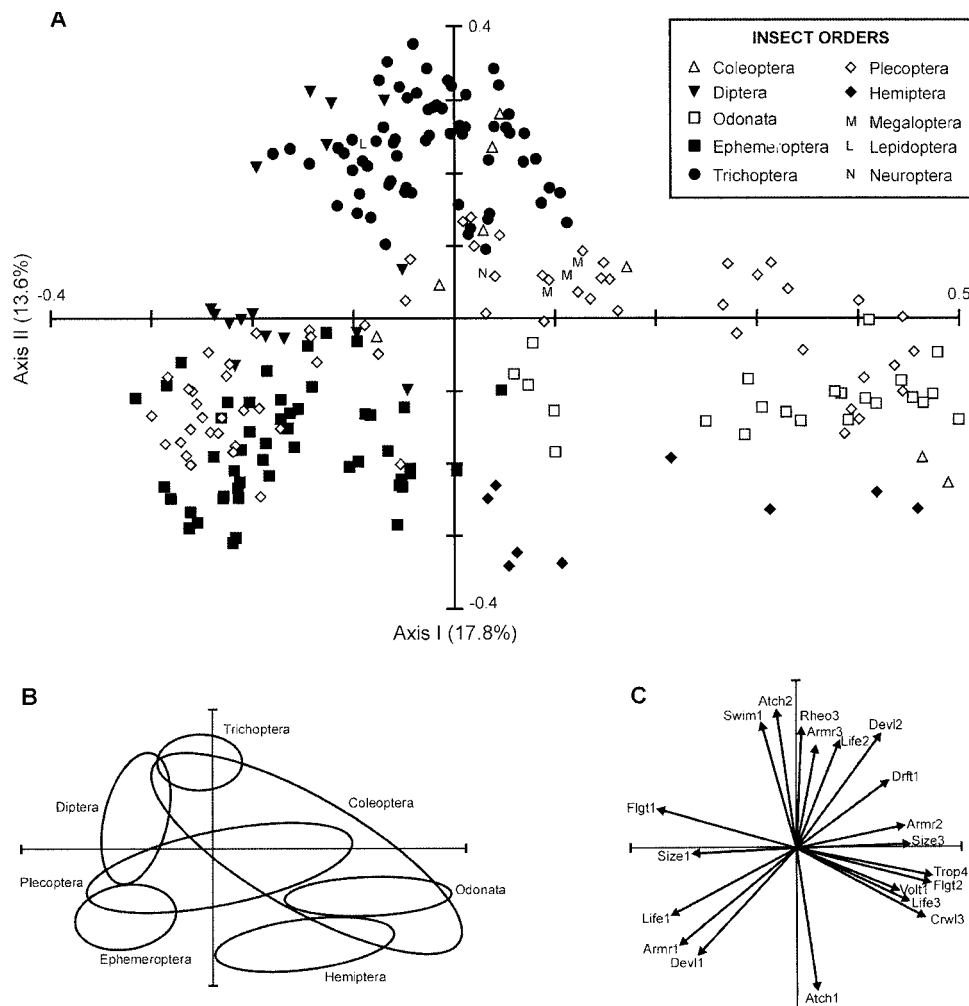 A
0.4
INSECT ORDERS
Coleoptera
Plecoptera
Diptera
Hemiptera
Odonata
M Megaloptera
Ephemeroptera
L Lepidoptera
Trichoptera
N Neuroptera
L
N
M
M
M
-0.4
0.5
Axis II (13.6%)
-0.4
Axis I (17.8%)
B
Trichoptera
Diptera
Coleoptera
Plecoptera
Odonata
Ephemeroptera
Hemiptera
C
Atch2
Swim1
Rheo3
Armr3
Life2
Devl2
Drft1
Flgt1
Armr2
Size3
Size1
Trop4
Flgt2
Volt1
Life3
Crwl3
Life1
Armr1
Devl1
Atch1